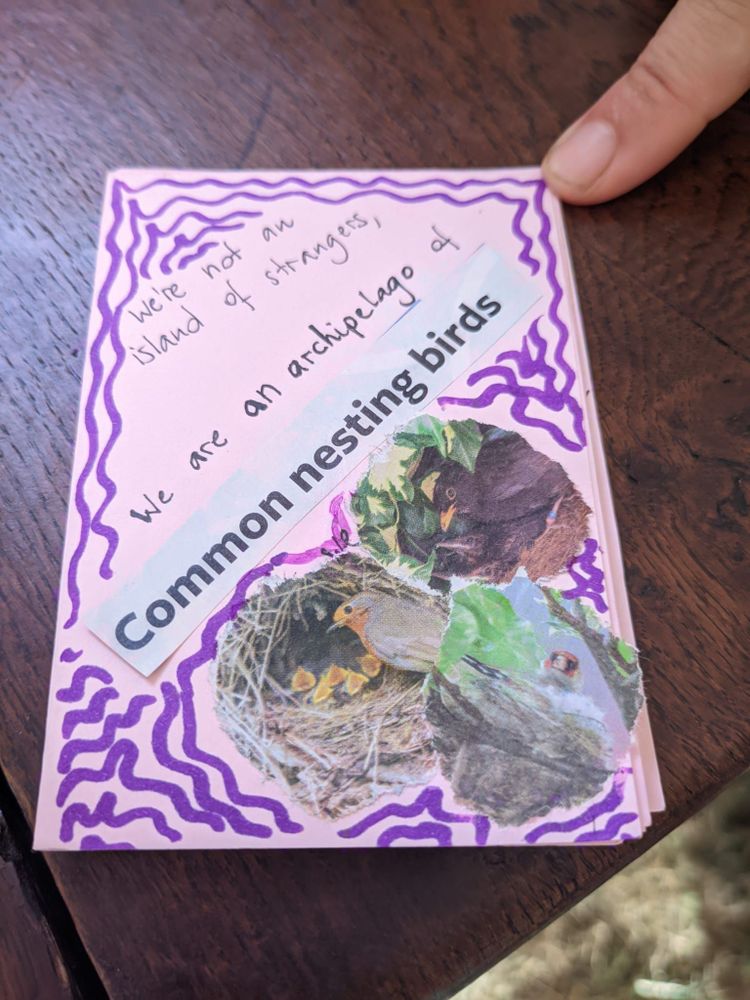 We're not an
island of strangers,
We are an archipelago of
Common nesting birds